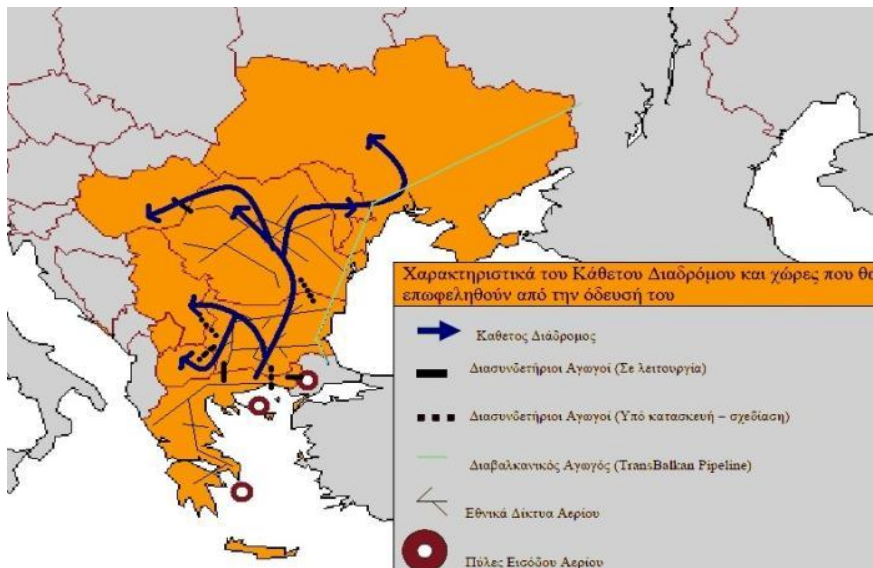 Χαρακτηριστικά του Κάθετου Διαδρόμου και χώρες που θα
επωφεληθούν από την όδευσή του
Καθετος Διάδρομος
Διασυνδετήριοι Αγωγοί (Σε λειτουργία)
Διασυνδετήριοι Αγωγοί (Υπό κατασκευή – σχεδίαση)
Διαβαλκανικός Αγωγός (TransBalkan Pipeline)
Εθνικά Δίκτυα Αερίου
Πύλες Εισόδου Αερίου